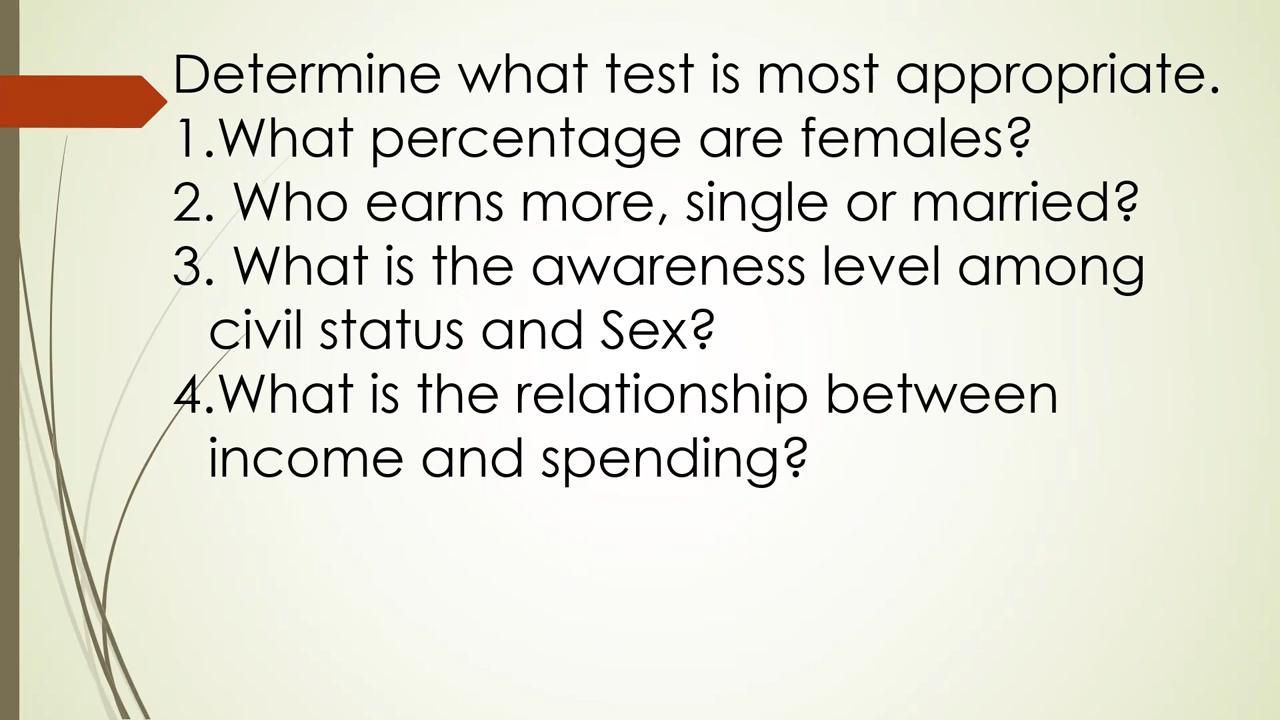 Determine what test is most appropriate.
1.What percentage are females?
2. Who earns more, single or married?
3. What is the awareness level among
civil status and Sex?
4.What is the relationship between
income and spending?